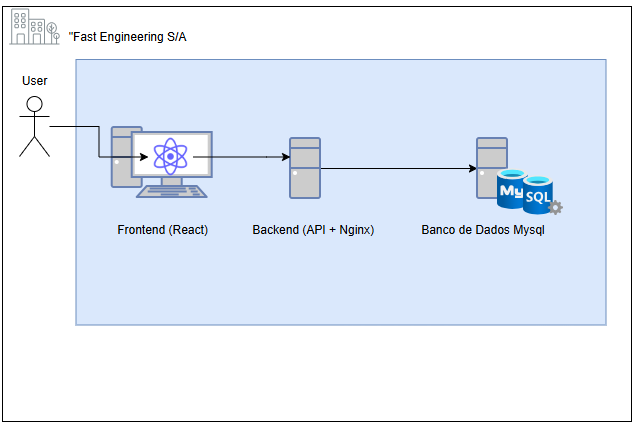 "Fast Engineering S/A
User
Frontend (React)
Backend (API + Nginx)
Banco de Dados Mysql
My
SQL